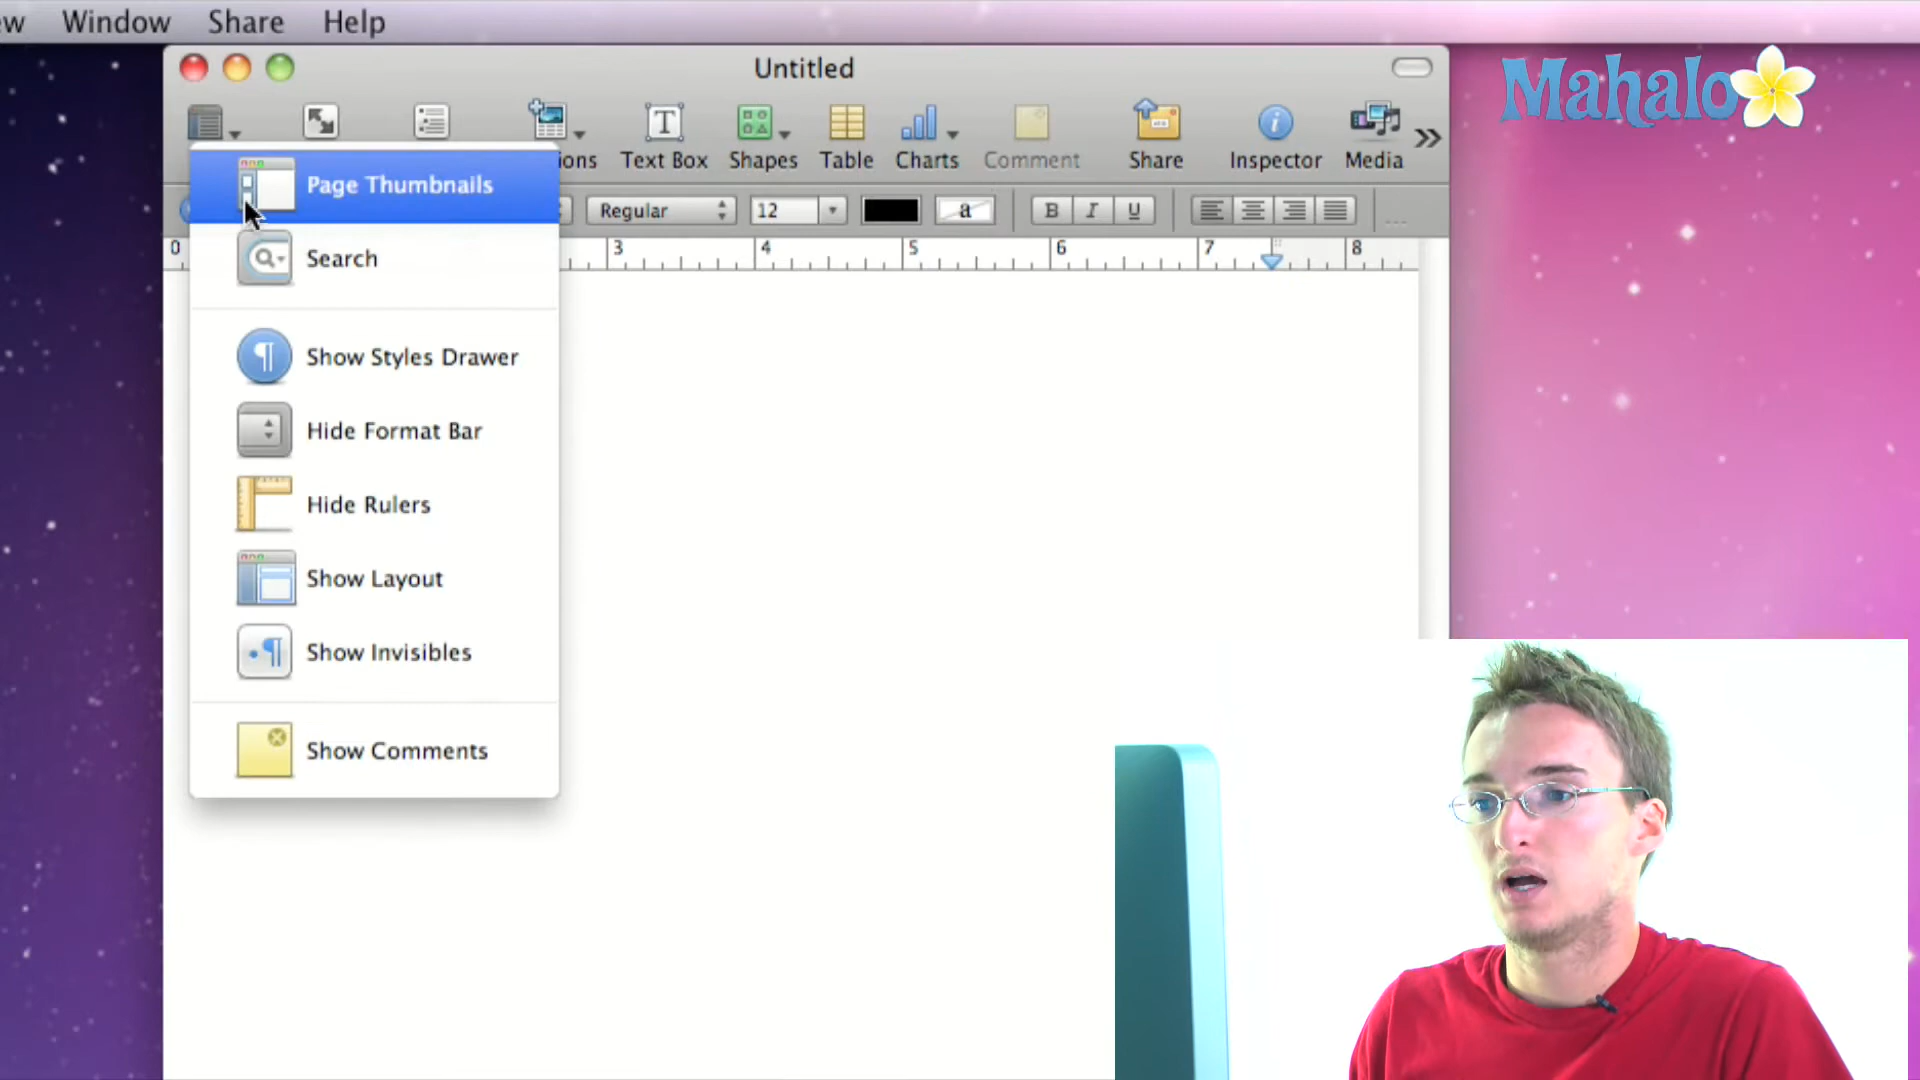 ew Window Share Help
Untitled
Mahalo
ions Text Box Shapes Table Charts Comment Share Inspector Media
Page Thumbnails
Regular 12 a B I U
0 3 4 5 6 7 8
Search
Show Styles Drawer
Hide Format Bar
Hide Rulers
Show Layout
Show Invisibles
Show Comments